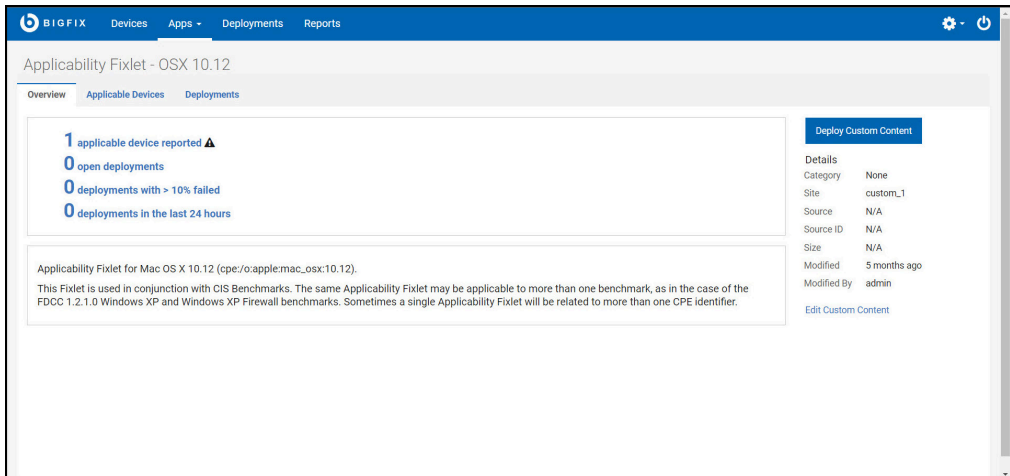 BIGFIX Devices Apps Deployments Reports
Applicability Fixlet - OSX 10.12
Overview Applicable Devices Deployments
1 applicable device reported
0 open deployments
0 deployments with > 10% failed
0 deployments in the last 24 hours
Applicability Fixlet for Mac OS X 10.12 (cpe:/o:apple:mac_osx:10.12).
This Fixlet is used in conjunction with CIS Benchmarks. The same Applicability Fixlet may be applicable to more than one benchmark, as in the case of the
FDCC 1.2.1.0 Windows XP and Windows XP Firewall benchmarks. Sometimes a single Applicability Fixlet will be related to more than one CPE identifier.
Deploy Custom Content
Details
Category None
Site custom_1
Source N/A
Source ID N/A
Size N/A
Modified 5 months ago
Modified By admin
Edit Custom Content